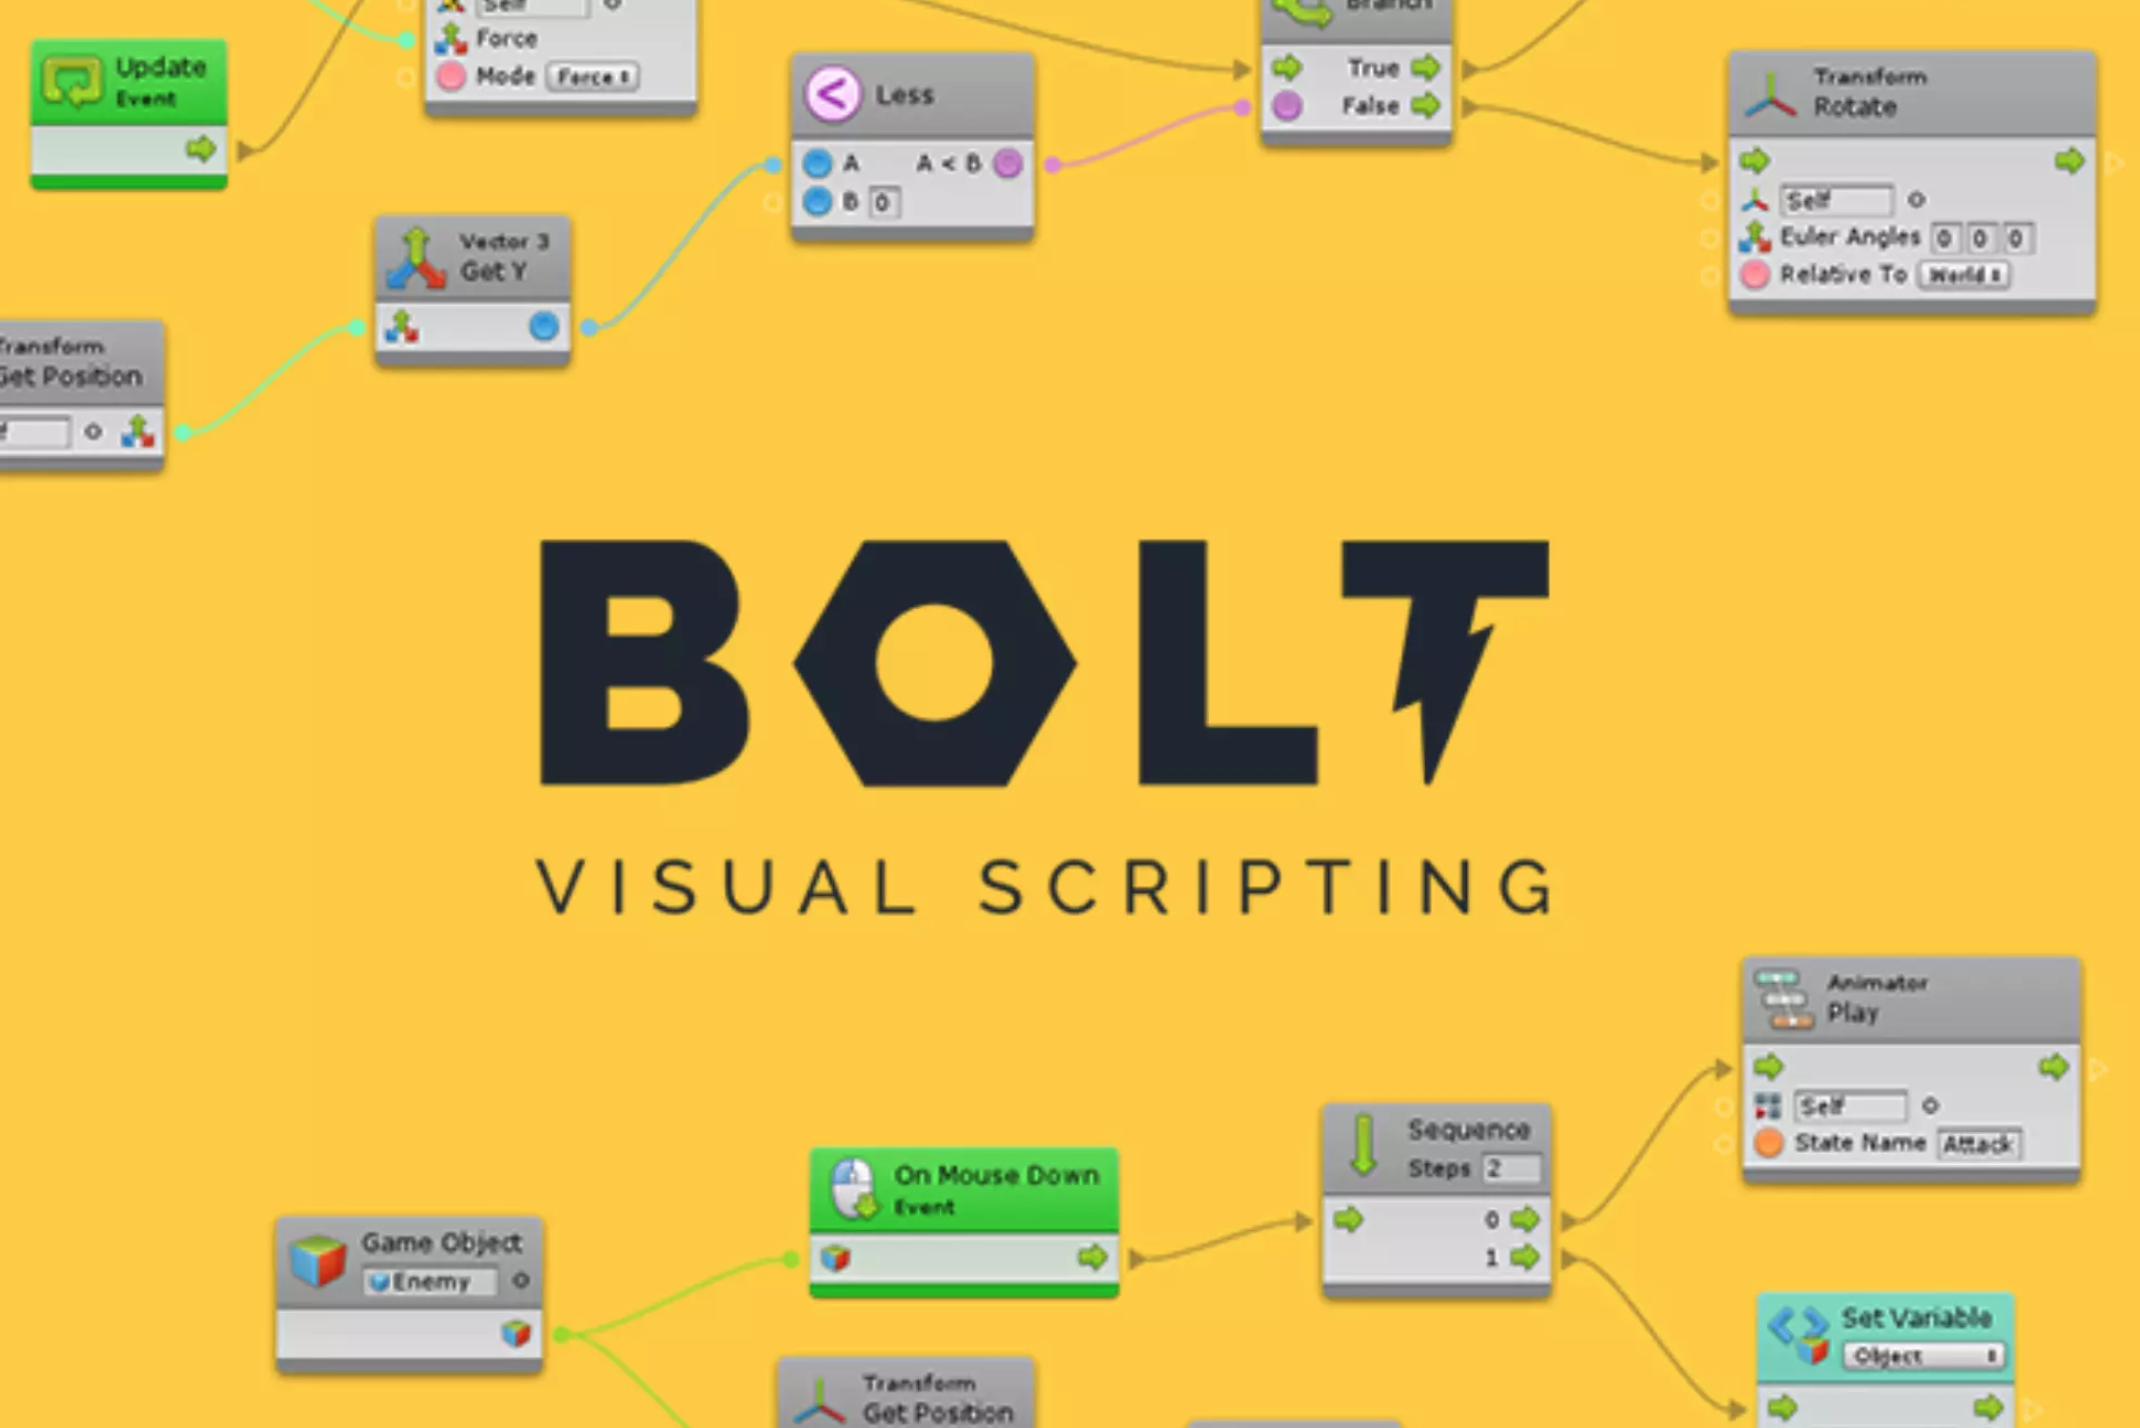 Self
Force
Mode Force
Update
Event
Less
A A < B
B 0
Branch
True
False
Transform
Rotate
Self
Euler Angles 0 0 0
Relative To World
Vector 3
Get Y
Transform
Get Position
BOLT
VISUAL SCRIPTING
Animator
Play
Self
State Name Attack
Sequence
Steps 2
0
1
On Mouse Down
Event
Game Object
Enemy
Set Variable
Object
Transform
Get Position